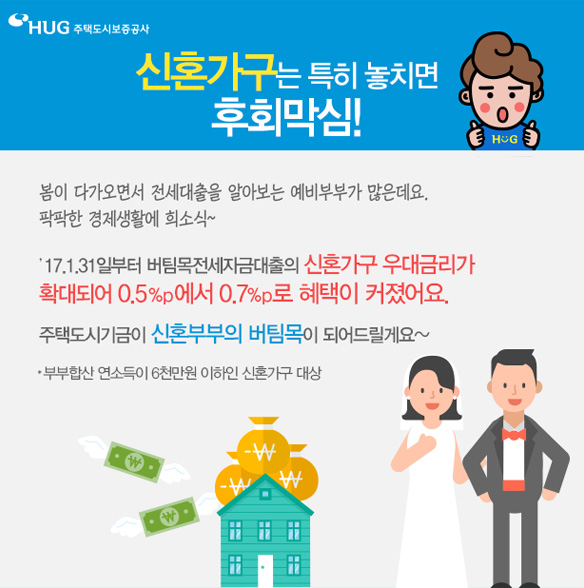 HUG 주택도시보증공사
신혼가구는 특히 놓치면
후회막심!
HUG
봄이 다가오면서 전세대출을 알아보는 예비부부가 많은데요.
팍팍한 경제생활에 희소식~
'17.1.31일부터 버팀목전세자금대출의 신혼가구 우대금리가
확대되어 0.5%p에서 0.7%p로 혜택이 커졌어요.
주택도시기금이 신혼부부의 버팀목이 되어드릴게요~
* 부부합산 연소득이 6천만원 이하인 신혼가구 대상
₩
₩
₩
₩
₩